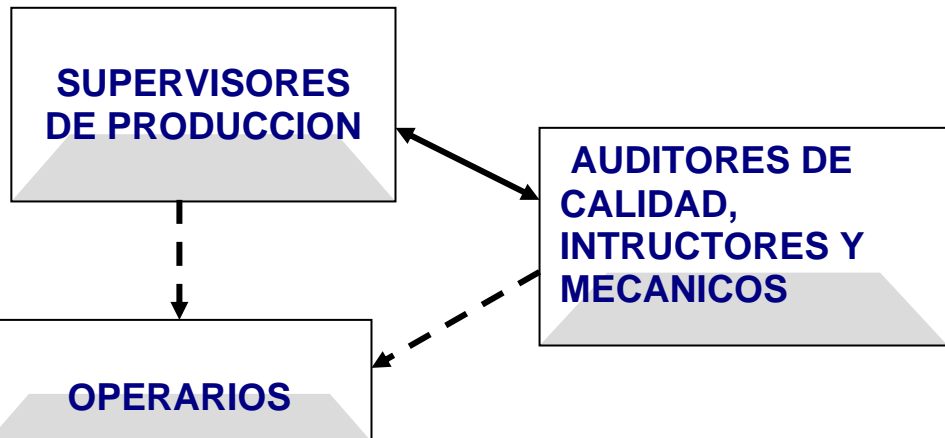 SUPERVISORES
DE PRODUCCION
AUDITORES DE
CALIDAD,
INTRUCTORES Y
MECANICOS
OPERARIOS